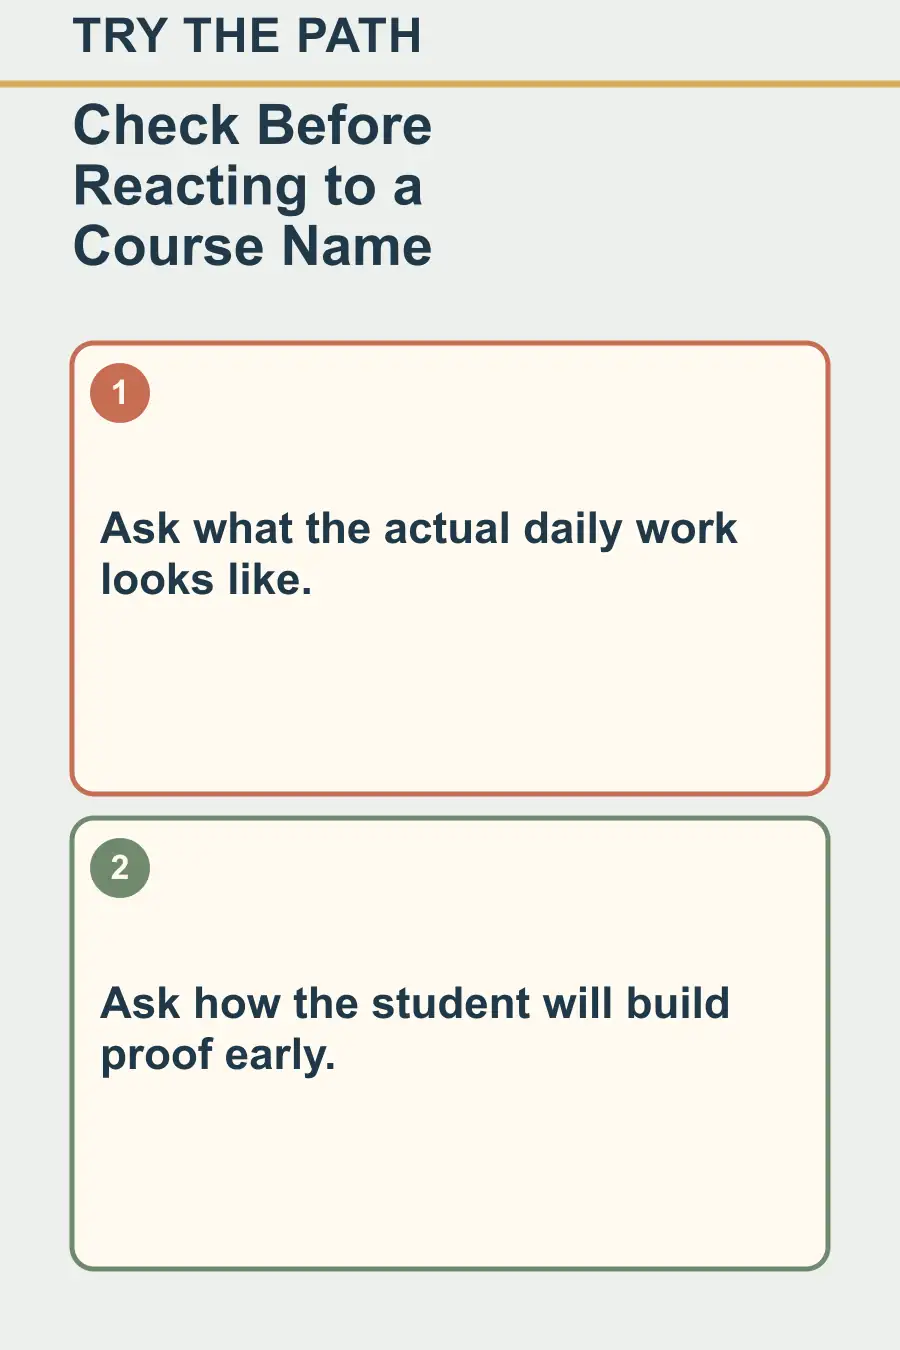 TRY THE PATH
Check Before
Reacting to a
Course Name
1
Ask what the actual daily work
looks like.
2
Ask how the student will build
proof early.